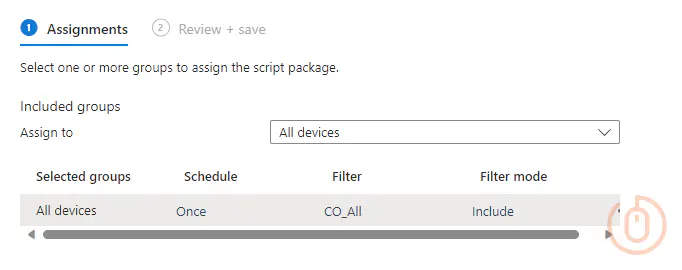 1 Assignments 2 Review + save
Select one or more groups to assign the script package.
Included groups
Assign to All devices
Selected groups Schedule Filter Filter mode
All devices Once CO_All Include